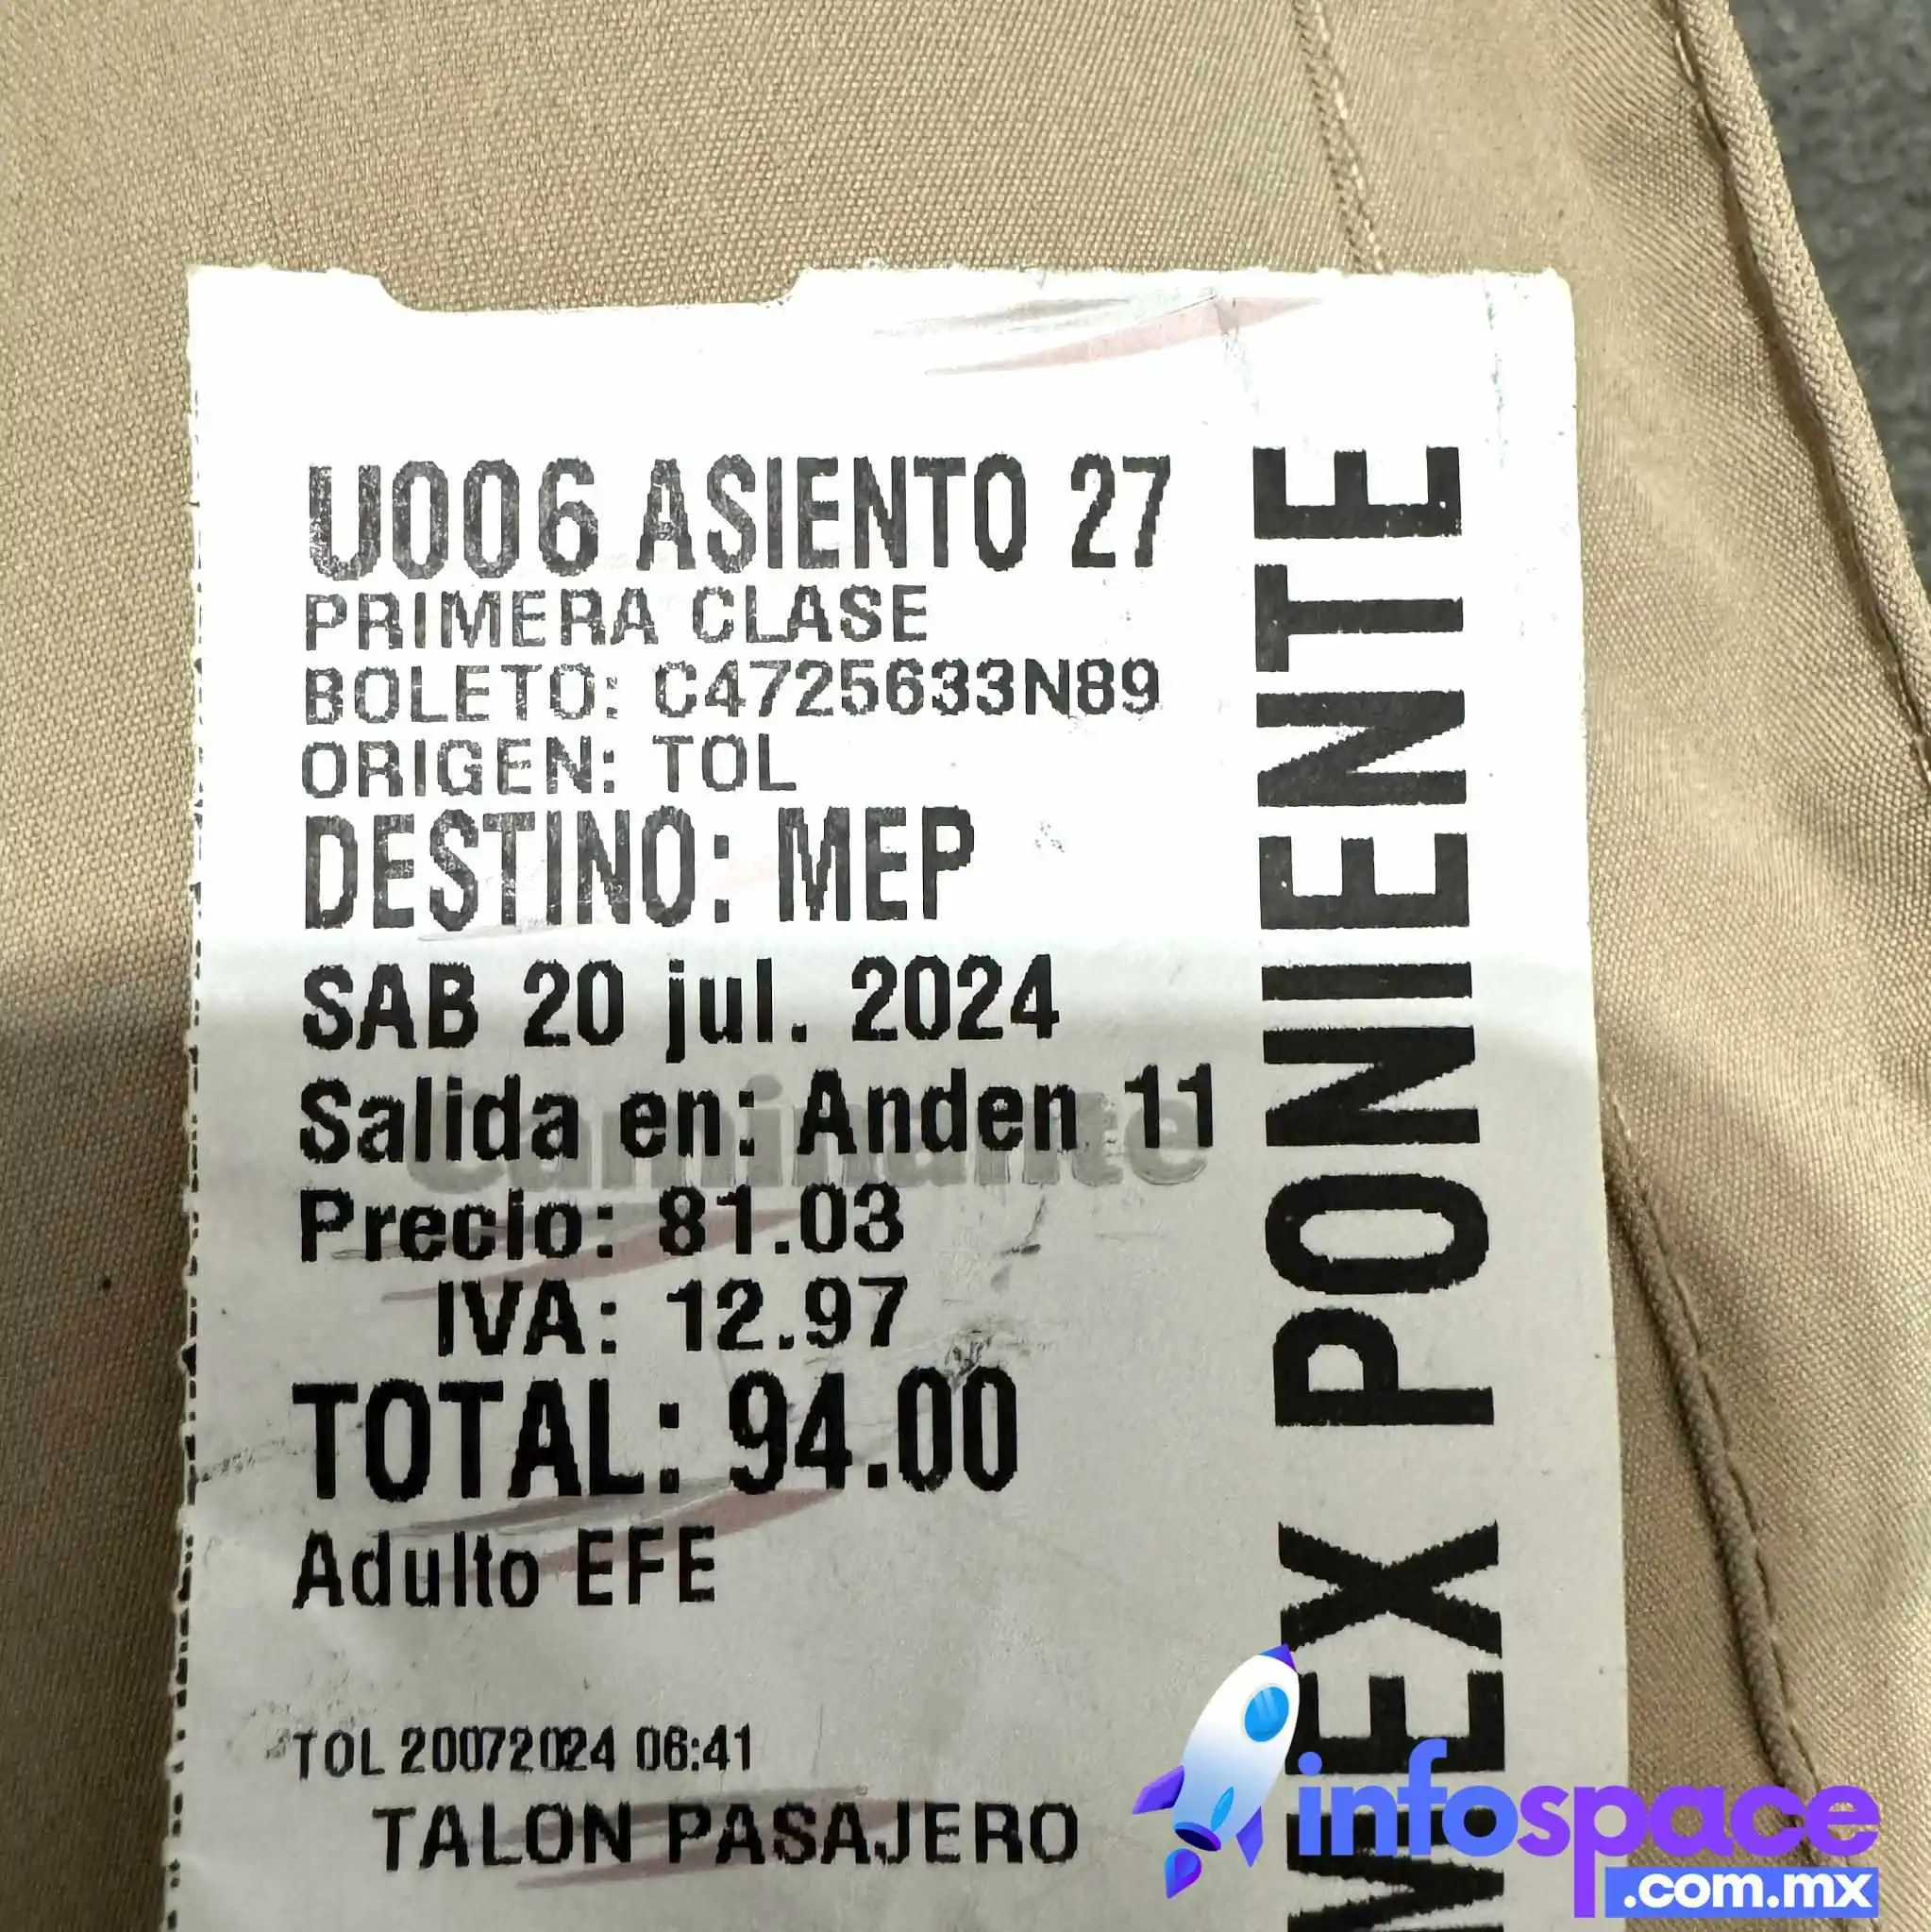 U006 ASIENTO 27
PRIMERA CLASE
BOLETO: C4725633N89
ORIGEN: TOL
DESTINO: MEP
SAB 20 jul. 2024
Salida en: Anden 11
Caminante
Precio: 81.03
IVA: 12.97
TOTAL: 94.00
Adulto EFE
TOL 20072024 06:41
TALON PASAJERO
MEX PONIENTE
infospace
.com.mx